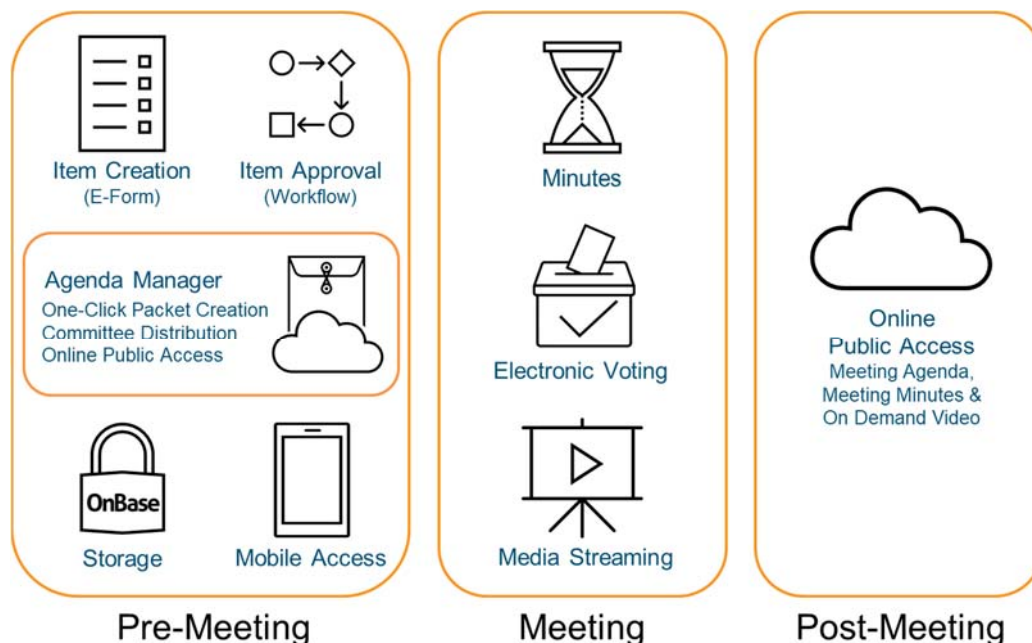 Item Creation
(E-Form)
Item Approval
(Workflow)
Agenda Manager
One-Click Packet Creation
Committee Distribution
Online Public Access
OnBase
Storage
Mobile Access
Pre-Meeting
Minutes
Electronic Voting
Media Streaming
Meeting
Online
Public Access
Meeting Agenda,
Meeting Minutes &
On Demand Video
Post-Meeting